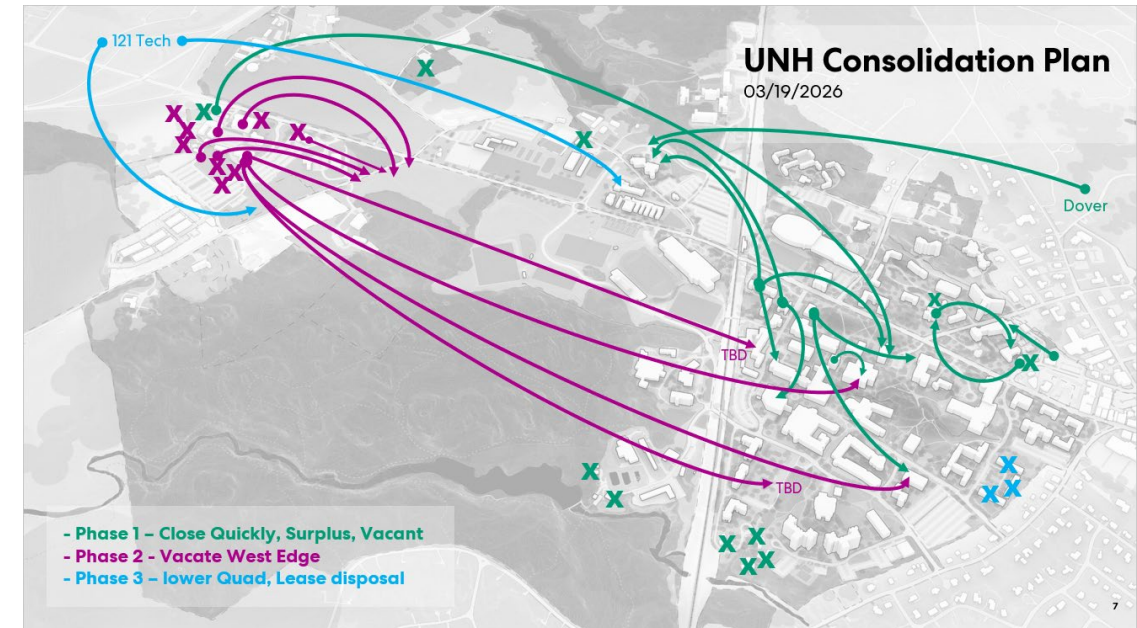 UNH Consolidation Plan
03/19/2026
121 Tech
Dover
TBD
TBD
- Phase 1 – Close Quickly, Surplus, Vacant
- Phase 2 - Vacate West Edge
- Phase 3 – lower Quad, Lease disposal
7